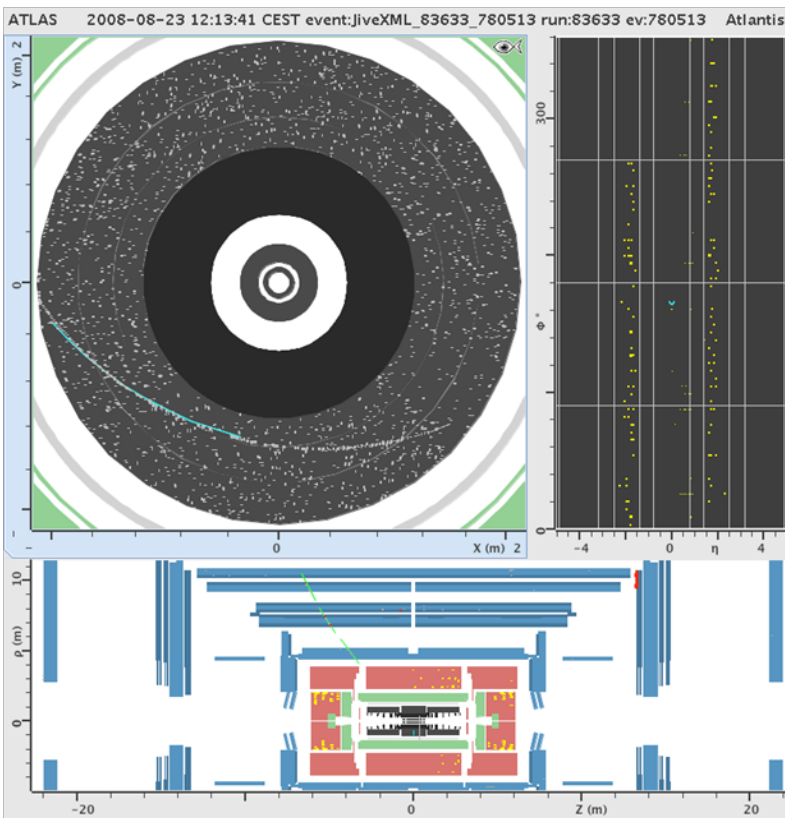 ATLAS 2008-08-23 12:13:41 CEST event:JiveXML_83633_780513 run:83633 ev:780513 Atlantis
Y (m) 2
0
-
- 0 X (m) 2
300
Φ °
0
-4 0 η 4
10
ρ (m)
0
-20 0 Z (m) 20